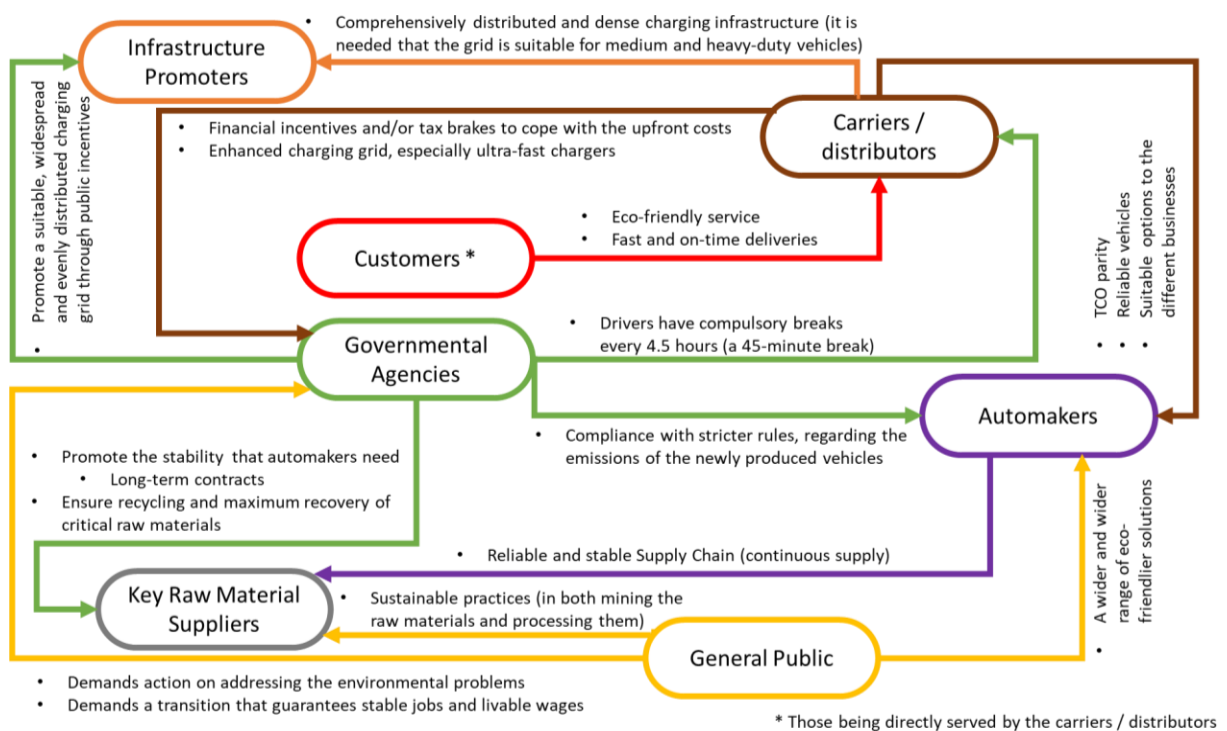 • Comprehensively distributed and dense charging infrastructure (it is
needed that the grid is suitable for medium and heavy-duty vehicles)
Infrastructure
Promoters
• Promote a suitable, widespread
and evenly distributed charging
grid through public incentives
• Financial incentives and/or tax brakes to cope with the upfront costs
• Enhanced charging grid, especially ultra-fast chargers
Carriers /
distributors
• Eco-friendly service
• Fast and on-time deliveries
Customers *
• TCO parity
• Reliable vehicles
• Suitable options to the
different businesses
• Drivers have compulsory breaks
every 4.5 hours (a 45-minute break)
Governmental
Agencies
Automakers
• Compliance with stricter rules, regarding the
emissions of the newly produced vehicles
• Promote the stability that automakers need
• Long-term contracts
• Ensure recycling and maximum recovery of
critical raw materials
• A wider and wider
range of eco-
friendlier solutions
• Reliable and stable Supply Chain (continuous supply)
Key Raw Material
Suppliers
• Sustainable practices (in both mining the
raw materials and processing them)
General Public
• Demands action on addressing the environmental problems
• Demands a transition that guarantees stable jobs and livable wages
* Those being directly served by the carriers / distributors